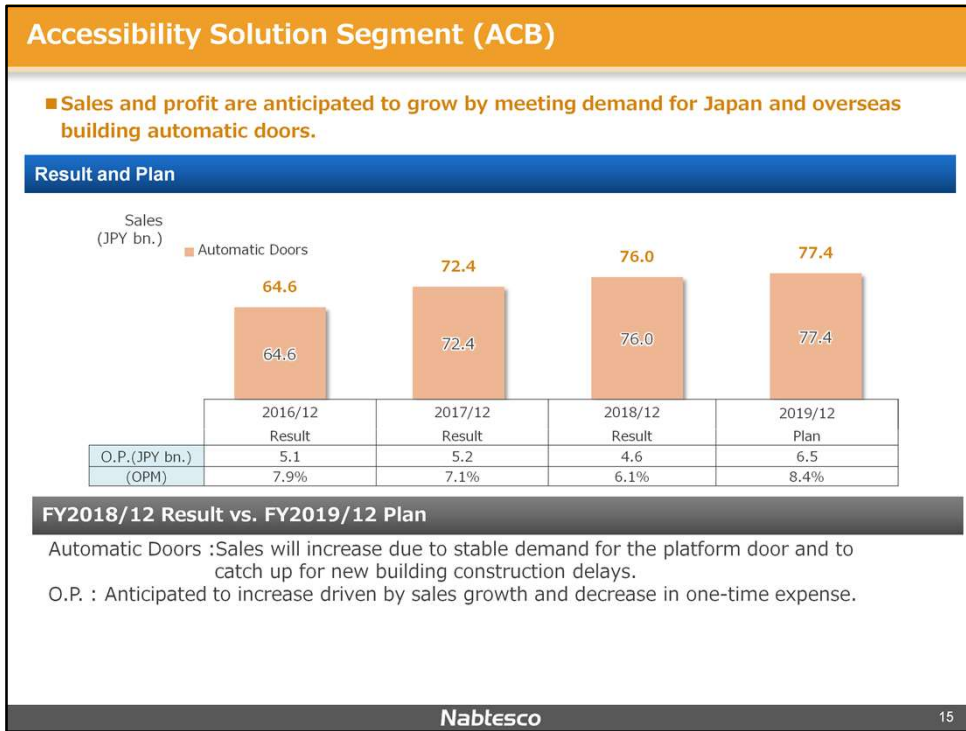 Accessibility Solution Segment (ACB)
■Sales and profit are anticipated to grow by meeting demand for Japan and overseas
building automatic doors.
Result and Plan
Sales
(JPY bn.)
Automatic Doors
64.6
72.4
76.0
77.4
64.6
72.4
76.0
77.4
2016/12 2017/12 2018/12 2019/12
Result Result Result Plan
O.P.(JPY bn.) 5.1 5.2 4.6 6.5
(OPM) 7.9% 7.1% 6.1% 8.4%
FY2018/12 Result vs. FY2019/12 Plan
Automatic Doors :Sales will increase due to stable demand for the platform door and to
catch up for new building construction delays.
O.P. : Anticipated to increase driven by sales growth and decrease in one-time expense.
Nabtesco
15